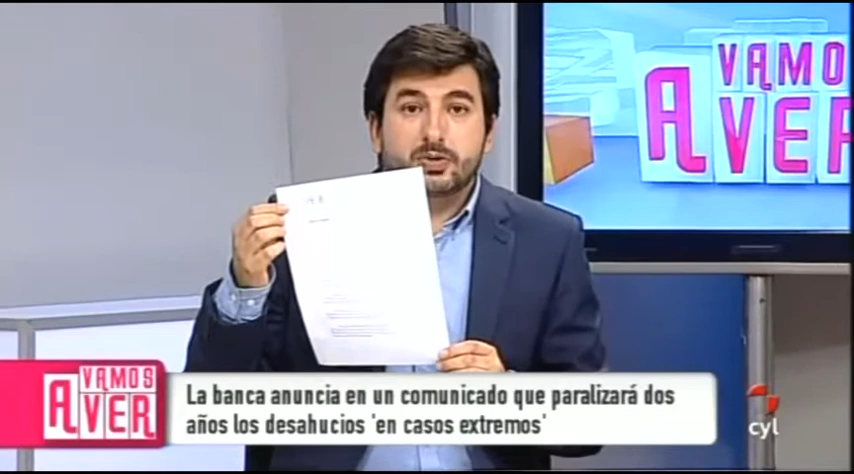 VAMOS
A VER
VAMOS
A VER
La banca anuncia en un comunicado que paralizará dos
años los desahucios 'en casos extremos'
cyl